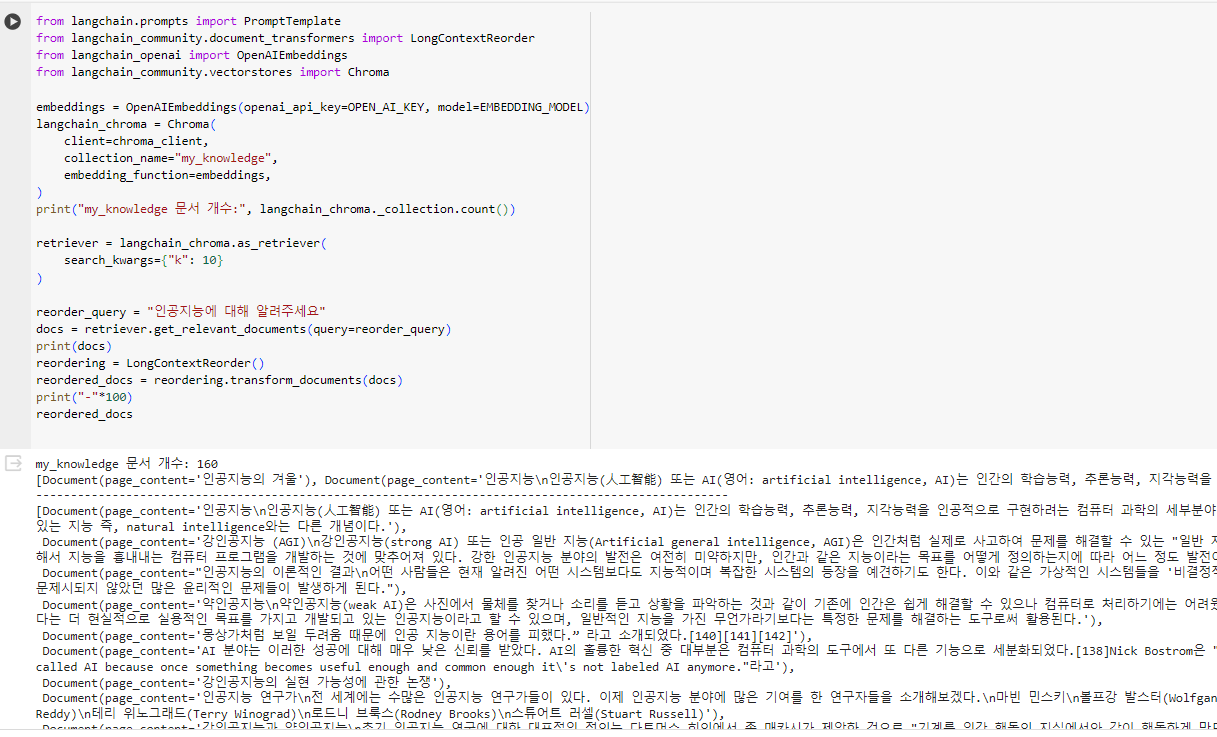 from langchain.prompts import PromptTemplate
from langchain_community.document_transformers import LongContextReorder
from langchain_openai import OpenAIEmbeddings
from langchain_community.vectorstores import Chroma
embeddings = OpenAIEmbeddings(openai_api_key=OPEN_AI_KEY, model=EMBEDDING_MODEL)
langchain_chroma = Chroma(
    client=chroma_client,
    collection_name="my_knowledge",
    embedding_function=embeddings,
)
print("my_knowledge 문서 개수:", langchain_chroma._collection.count())
retriever = langchain_chroma.as_retriever(
    search_kwargs={"k": 10}
)
reorder_query = "인공지능에 대해 알려주세요"
docs = retriever.get_relevant_documents(query=reorder_query)
print(docs)
reordering = LongContextReorder()
reordered_docs = reordering.transform_documents(docs)
print("-"*100)
reordered_docs
my_knowledge 문서 개수: 160
[Document(page_content='인공지능의 겨울'), Document(page_content='인공지능\n인공지능(人工智能) 또는 AI(영어: artificial intelligence, AI)는 인간의 학습능력, 추론능력, 지각능력을
----------------------------------------------------------------------------------------------------
[Document(page_content='인공지능\n인공지능(人工智能) 또는 AI(영어: artificial intelligence, AI)는 인간의 학습능력, 추론능력, 지각능력을 인공적으로 구현하려는 컴퓨터 과학의 세부분야
있는 지능 즉, natural intelligence와는 다른 개념이다.'),
 Document(page_content='강인공지능 (AGI)\n강인공지능(strong AI) 또는 인공 일반 지능(Artificial general intelligence, AGI)은 인간처럼 실제로 사고하여 문제를 해결할 수 있는 "일반
해서 지능을 흉내내는 컴퓨터 프로그램을 개발하는 것에 맞추어져 있다. 강한 인공지능 분야의 발전은 여전히 미약하지만, 인간과 같은 지능이라는 목표를 어떻게 정의하는지에 따라 어느 정도
 Document(page_content="인공지능의 이론적인 결과\n어떤 사람들은 현재 알려진 어떤 시스템보다도 지능적이며 복잡한 시스템의 등장을 예견하기도 한다. 이와 같은 가상적인 시스템들을
문제시되지 않았던 많은 윤리적인 문제들이 발생하게 된다."),
 Document(page_content='약인공지능\n약인공지능(weak AI)은 사진에서 물체를 찾거나 소리를 듣고 상황을 파악하는 것과 같이 기존에 인간은 쉽게 해결할 수 있으나 컴퓨터로 처리하기에는
다는 더 현실적으로 실용적인 목표를 가지고 개발되고 있는 인공지능이라고 할 수 있으며, 일반적인 지능을 가진 무언가라기보다는 특정한 문제를 해결하는 도구로써 활용된다.'),
 Document(page_content='몽상가처럼 보일 두려움 때문에 인공 지능이란 용어를 피했다.” 라고 소개되었다.[140][141][142]'),
 Document(page_content='AI 분야는 이러한 성공에 대해 매우 낮은 신뢰를 받았다. AI의 훌륭한 혁신 중 대부분은 컴퓨터 과학의 도구에서 또 다른 기능으로 세분화되었다.[138]Nick Bostrom은 "
called AI because once something becomes useful enough and common enough it\'s not labeled AI anymore."라고'),
 Document(page_content='강인공지능의 실현 가능성에 관한 논쟁'),
 Document(page_content='인공지능 연구가\n전 세계에는 수많은 인공지능 연구가들이 있다. 이제 인공지능 분야에 많은 기여를 한 연구자들을 소개해보겠다.\n마빈 민스키\n볼프강 발스터(Wolfgan
Reddy)\n테리 위노그래드(Terry Winograd)\n로드니 브룩스(Rodney Brooks)\n스튜어트 러셀(Stuart Russell)'),